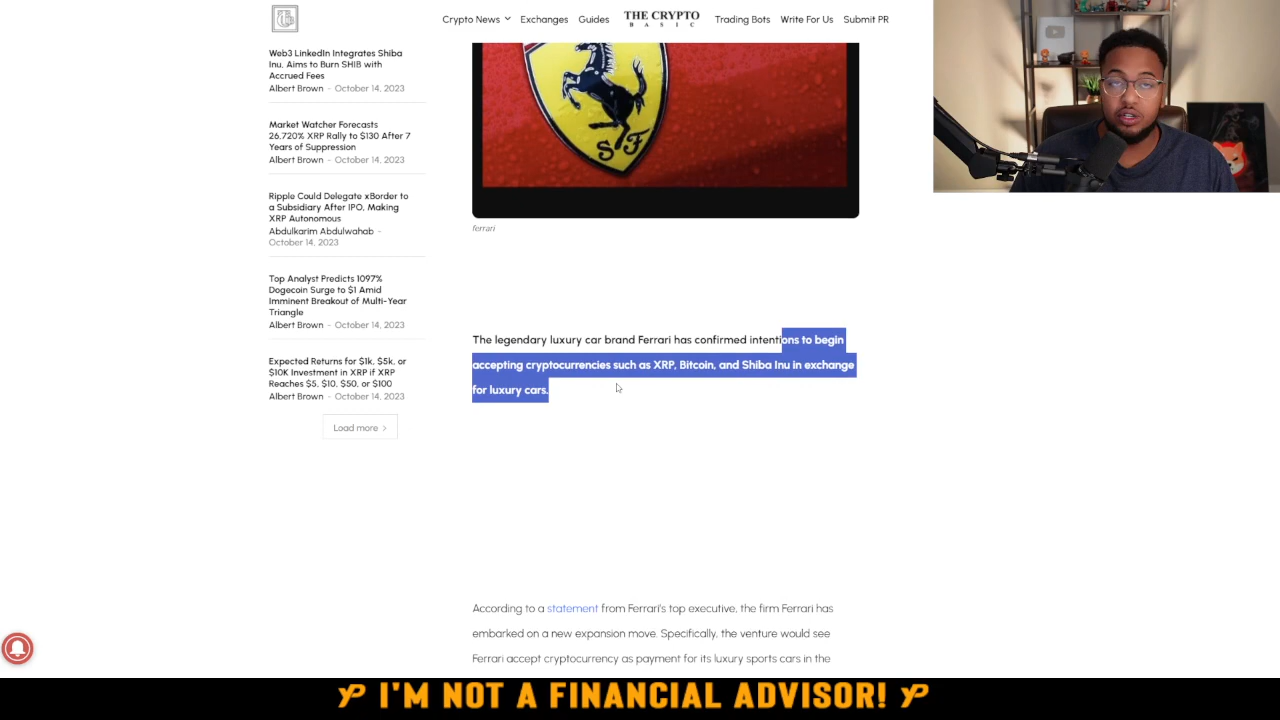 Crypto News
Exchanges
Guides
THE CRYPTO
BASIC
Trading Bots
Write For Us
Submit PR
Web3 LinkedIn Integrates Shiba
Inu, Aims to Burn SHIB with
Accrued Fees
Albert Brown - October 14, 2023
Market Watcher Forecasts
26,720% XRP Rally to $130 After 7
Years of Suppression
Albert Brown - October 14, 2023
Ripple Could Delegate xBorder to
a Subsidiary After IPO, Making
XRP Autonomous
Abdulkarim Abdulwahab -
October 14, 2023
Top Analyst Predicts 1097%
Dogecoin Surge to $1 Amid
Imminent Breakout of Multi-Year
Triangle
Albert Brown - October 14, 2023
Expected Returns for $1k, $5k, or
$10K Investment in XRP if XRP
Reaches $5, $10, $50, or $100
Albert Brown - October 14, 2023
Load more
S F
ferrari
The legendary luxury car brand Ferrari has confirmed intentions to begin
accepting cryptocurrencies such as XRP, Bitcoin, and Shiba Inu in exchange
for luxury cars.
According to a statement from Ferrari's top executive, the firm Ferrari has
embarked on a new expansion move. Specifically, the venture would see
Ferrari accept cryptocurrency as payment for its luxury sports cars in the
I'M NOT A FINANCIAL ADVISOR!